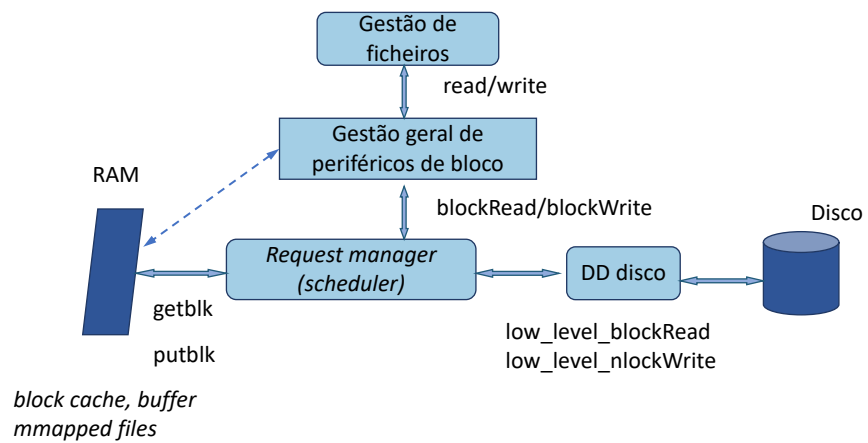 Gestão de
ficheiros
read/write
Gestão geral de
periféricos de bloco
RAM
blockRead/blockWrite
Disco
Request manager
(scheduler)
DD disco
getblk
putblk
low_level_blockRead
low_level_nlockWrite
block cache, buffer
mmapped files